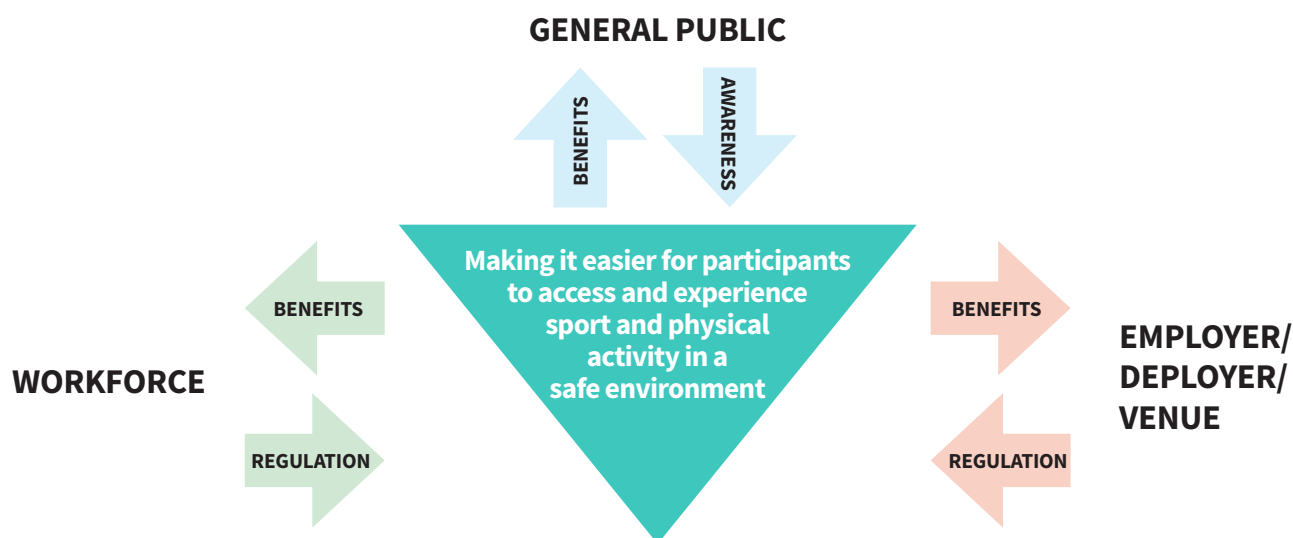 GENERAL PUBLIC
BENEFITS
AWARENESS
Making it easier for participants
to access and experience
sport and physical
activity in a
safe environment
BENEFITS
WORKFORCE
REGULATION
BENEFITS
EMPLOYER/
DEPLOYER/
VENUE
REGULATION